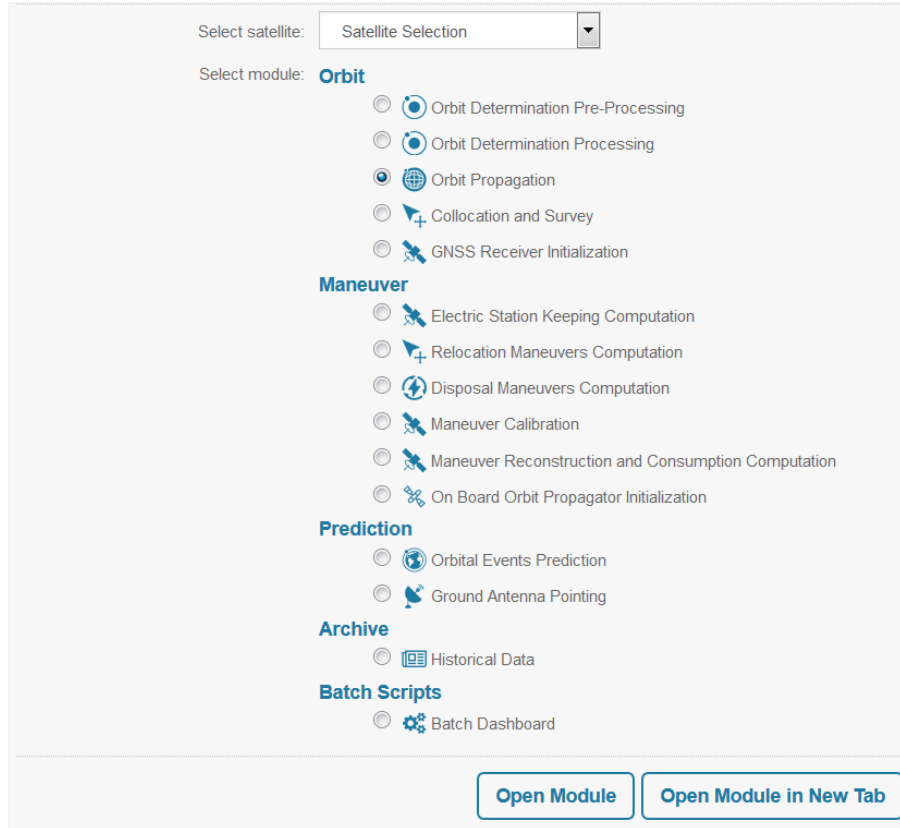 Select satellite: Satellite Selection
Select module: Orbit
Orbit Determination Pre-Processing
Orbit Determination Processing
Orbit Propagation
Collocation and Survey
GNSS Receiver Initialization
Maneuver
Electric Station Keeping Computation
Relocation Maneuvers Computation
Disposal Maneuvers Computation
Maneuver Calibration
Maneuver Reconstruction and Consumption Computation
On Board Orbit Propagator Initialization
Prediction
Orbital Events Prediction
Ground Antenna Pointing
Archive
Historical Data
Batch Scripts
Batch Dashboard
Open Module Open Module in New Tab